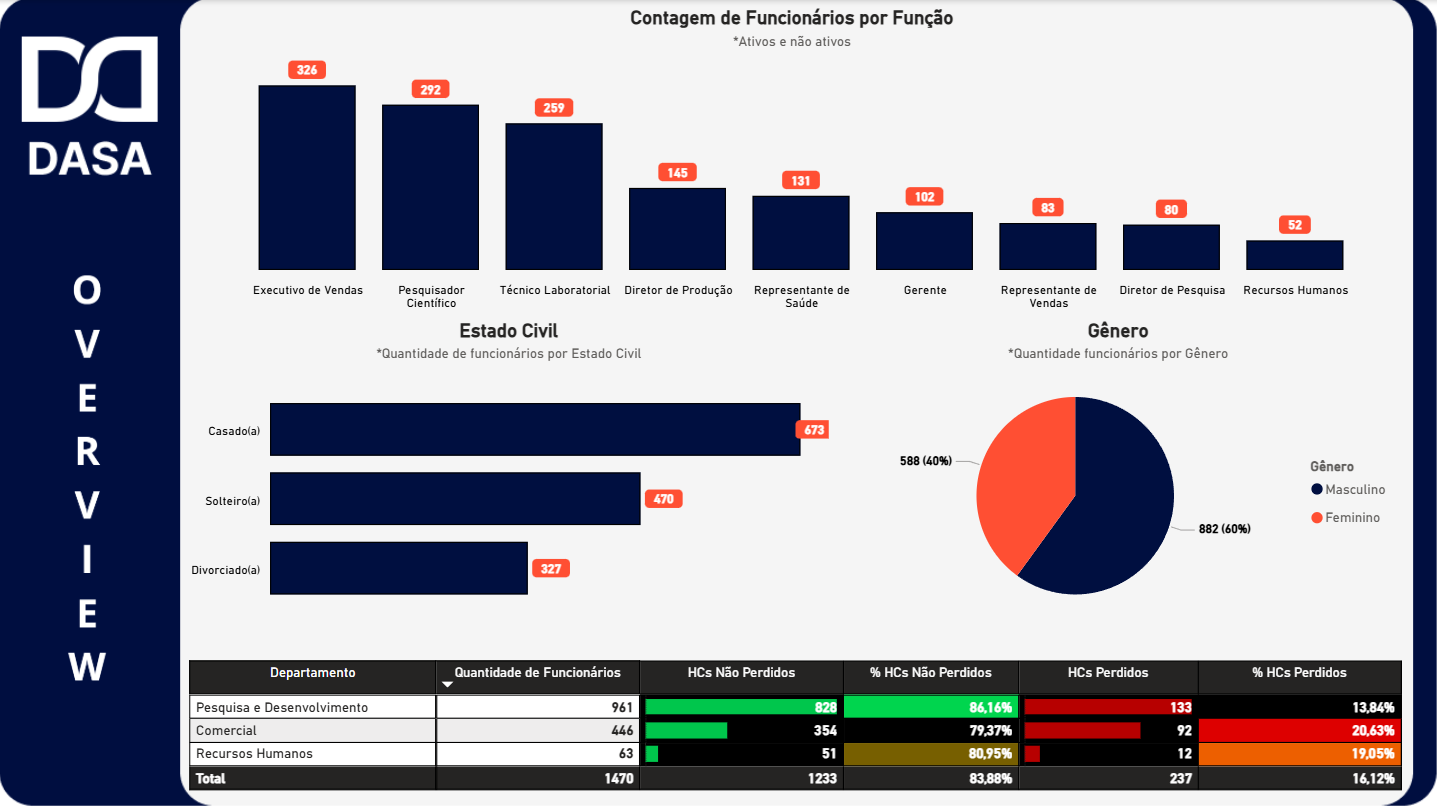 DASA
O
V
E
R
V
I
E
W
Contagem de Funcionários por Função
*Ativos e não ativos
326
292
259
145
131
102
83
80
52
Executivo de Vendas
Pesquisador
Científico
Técnico Laboratorial
Diretor de Produção
Representante de
Saúde
Gerente
Representante de
Vendas
Diretor de Pesquisa
Recursos Humanos
Estado Civil
*Quantidade de funcionários por Estado Civil
Casado(a)
673
Solteiro(a)
470
Divorciado(a)
327
Gênero
*Quantidade funcionários por Gênero
588 (40%)
882 (60%)
Gênero
Masculino
Feminino
Departamento Quantidade de Funcionários HCs Não Perdidos % HCs Não Perdidos HCs Perdidos % HCs Perdidos
Pesquisa e Desenvolvimento 961 828 86,16% 133 13,84%
Comercial 446 354 79,37% 92 20,63%
Recursos Humanos 63 51 80,95% 12 19,05%
Total 1470 1233 83,88% 237 16,12%